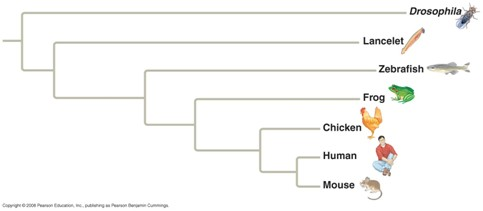 Drosophila
Lancelet
Zebrafish
Frog
Chicken
Human
Mouse
Copyright © 2008 Pearson Education, Inc., publishing as Pearson Benjamin Cummings.